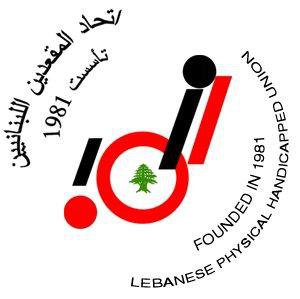 اتحاد المقعدين اللبنانيين
تأسست
1981
FOUNDED IN 1981
LEBANESE PHYSICAL HANDICAPPED UNION